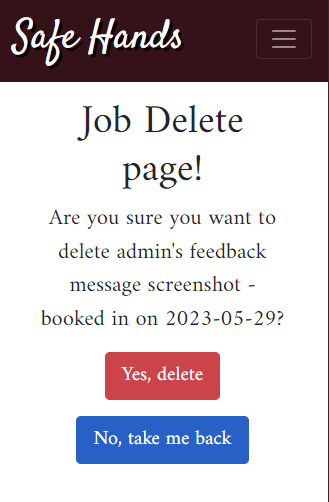 Safe Hands
Job Delete
page!
Are you sure you want to
delete admin's feedback
message screenshot -
booked in on 2023-05-29?
Yes, delete
No, take me back